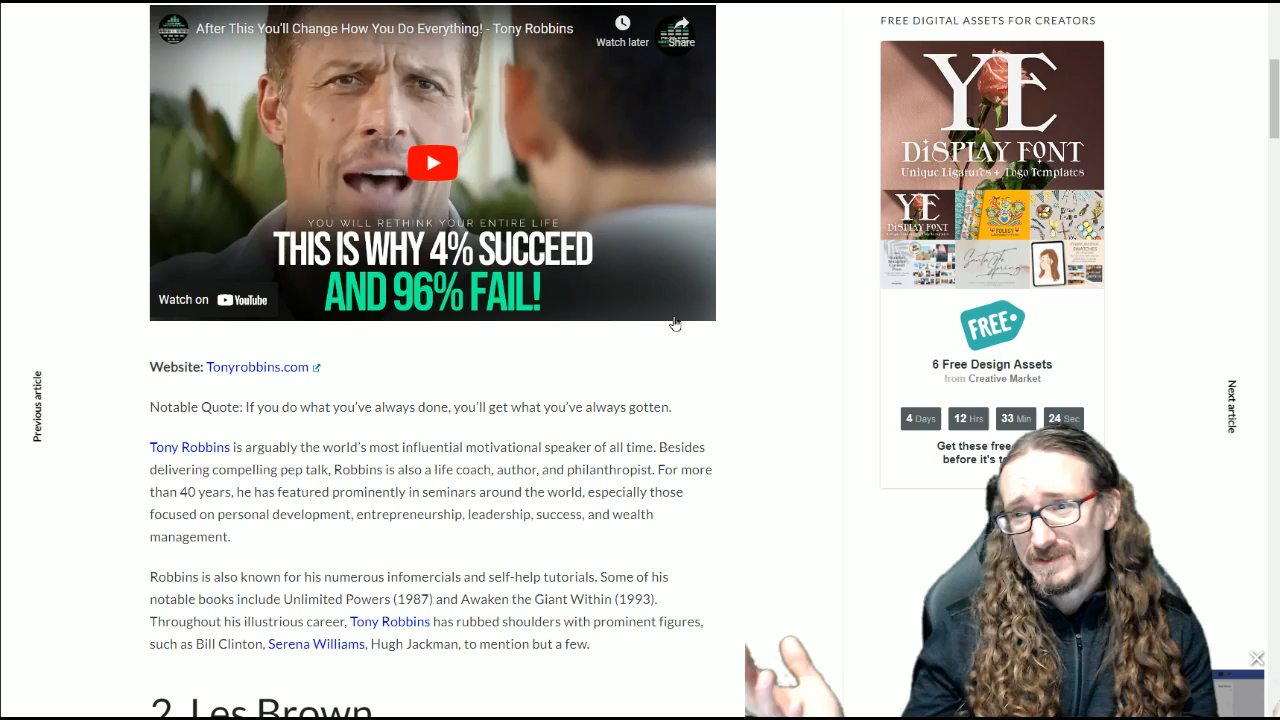 After This You'll Change How You Do Everything! - Tony Robbins
Watch later
Share
YOU WILL RETHINK YOUR ENTIRE LIFE
THIS IS WHY 4% SUCCEED
AND 96% FAIL!
Watch on YouTube
Website: Tonyrobbins.com
Notable Quote: If you do what you've always done, you'll get what you've always gotten.
Tony Robbins is arguably the world's most influential motivational speaker of all time. Besides
delivering compelling pep talk, Robbins is also a life coach, author, and philanthropist. For more
than 40 years, he has featured prominently in seminars around the world, especially those
focused on personal development, entrepreneurship, leadership, success, and wealth
management.
Robbins is also known for his numerous infomercials and self-help tutorials. Some of his
notable books include Unlimited Powers (1987) and Awaken the Giant Within (1993).
Throughout his illustrious career, Tony Robbins has rubbed shoulders with prominent figures,
such as Bill Clinton, Serena Williams, Hugh Jackman, to mention but a few.
2. Les Brown
Previous article
FREE DIGITAL ASSETS FOR CREATORS
YE
DiSPLAY FONT
Unique Ligatures + Logo Templates
YE
DiSPLAY FONT
FREE
6 Free Design Assets
from Creative Market
4 Days 12 Hrs 33 Min 24 Sec
Get these free
before it's
Next article